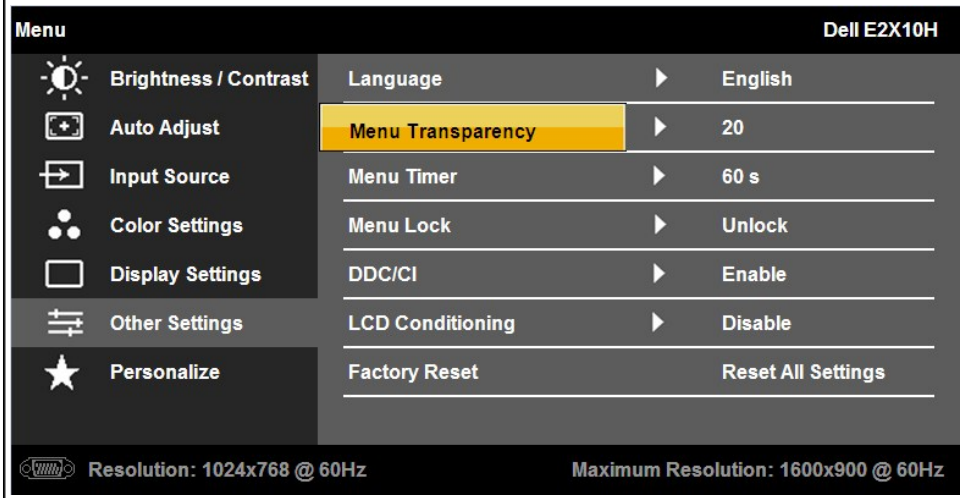 Menu Dell E2X10H
Brightness / Contrast Language English
Auto Adjust Menu Transparency 20
Input Source Menu Timer 60 s
Color Settings Menu Lock Unlock
Display Settings DDC/CI Enable
Other Settings LCD Conditioning Disable
Personalize Factory Reset Reset All Settings
Resolution: 1024x768 @ 60Hz Maximum Resolution: 1600x900 @ 60Hz